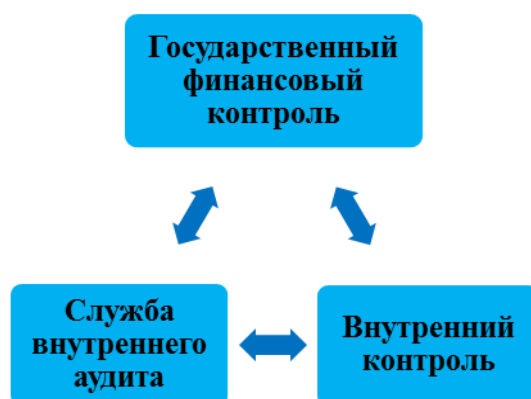 Государственный
финансовый
контроль
Служба
внутреннего
аудита
Внутренний
контроль